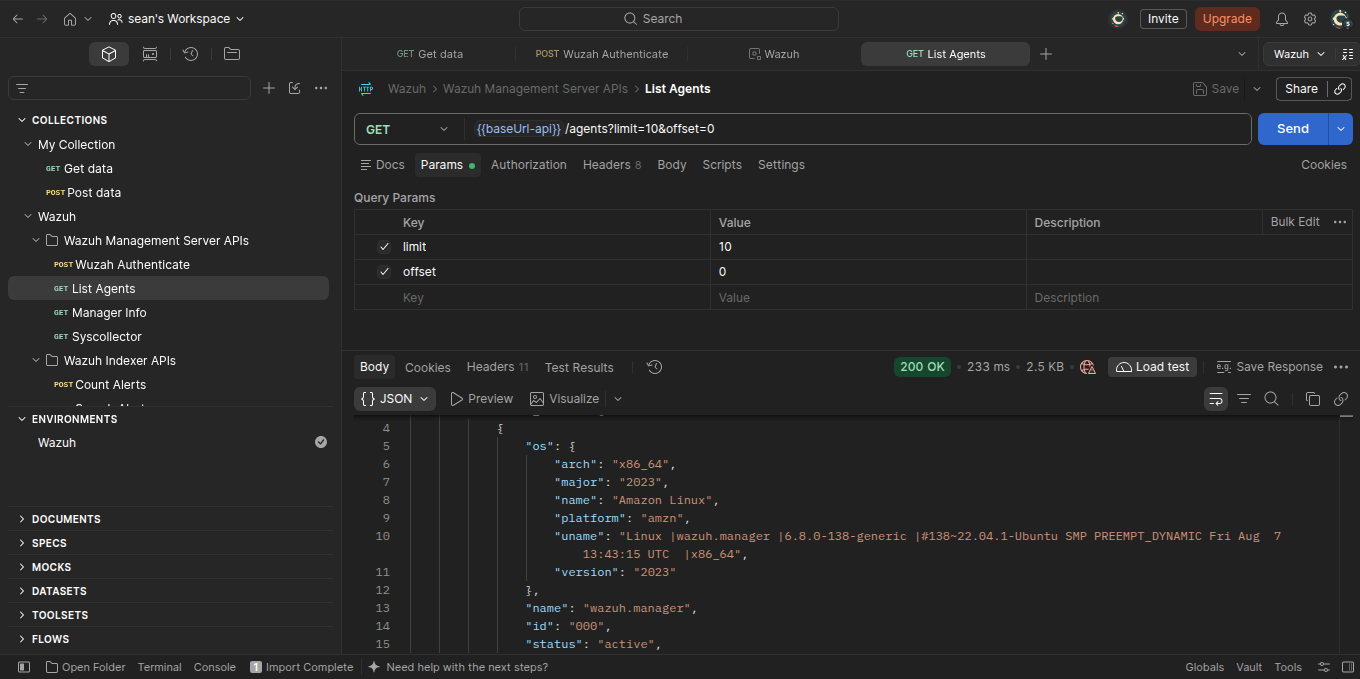 sean's Workspace
Search
Invite
Upgrade
GET Get data
POST Wuzah Authenticate
Wazuh
GET List Agents
Wazuh
Wazuh > Wazuh Management Server APIs > List Agents
Save
Share
COLLECTIONS
My Collection
GET Get data
POST Post data
Wazuh
Wazuh Management Server APIs
POST Wuzah Authenticate
GET List Agents
GET Manager Info
GET Syscollector
Wazuh Indexer APIs
POST Count Alerts
ENVIRONMENTS
Wazuh
DOCUMENTS
SPECS
MOCKS
DATASETS
TOOLSETS
FLOWS
HTTP
GET {{baseUrl-api}} /agents?limit=10&offset=0
Send
Docs Params Authorization Headers 8 Body Scripts Settings Cookies
Query Params
Key Value Description Bulk Edit
limit 10
offset 0
Key Value Description
Body Cookies Headers 11 Test Results 200 OK 233 ms 2.5 KB Load test e.g. Save Response
{} JSON Preview Visualize
4 {
5 "os": {
6 "arch": "x86_64",
7 "major": "2023",
8 "name": "Amazon Linux",
9 "platform": "amzn",
10 "uname": "Linux |wazuh.manager |6.8.0-138-generic |#138~22.04.1-Ubuntu SMP PREEMPT_DYNAMIC Fri Aug  7
13:43:15 UTC  |x86_64",
11 "version": "2023"
12 },
13 "name": "wazuh.manager",
14 "id": "000",
15 "status": "active",
Open Folder Terminal Console 1 Import Complete Need help with the next steps? Globals Vault Tools